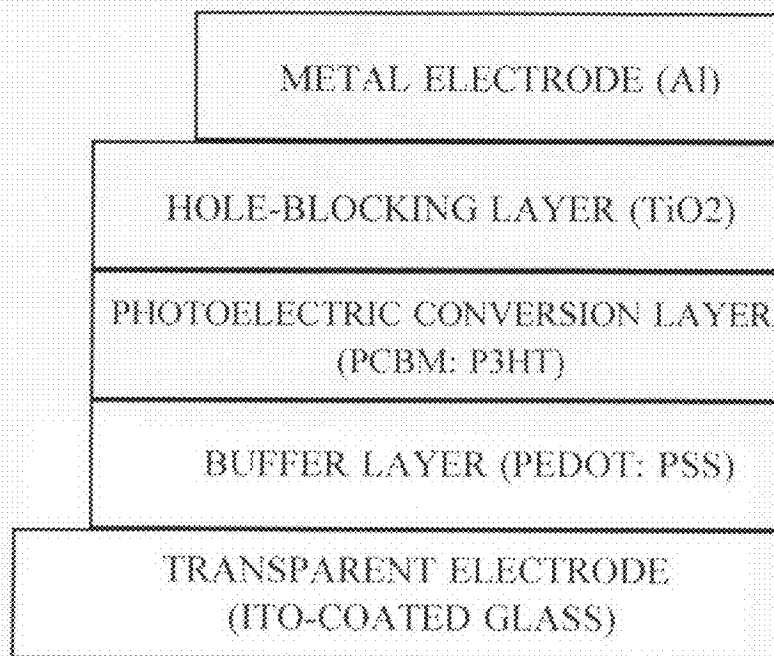 METAL ELECTRODE (Al)
HOLE-BLOCKING LAYER (TiO2)
PHOTOELECTRIC CONVERSION LAYER
(PCBM: P3HT)
BUFFER LAYER (PEDOT: PSS)
TRANSPARENT ELECTRODE
(ITO-COATED GLASS)